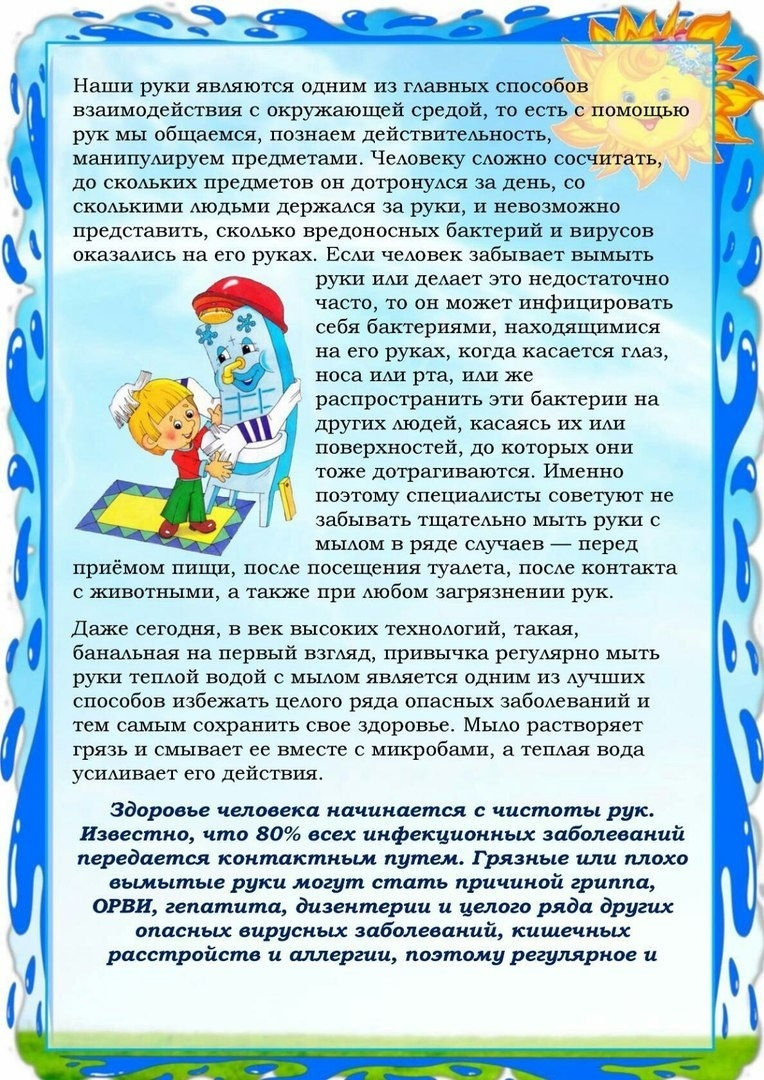 Наши руки являются одним из главных способов
взаимодействия с окружающей средой, то есть с помощью
рук мы общаемся, познаем действительность,
манипулируем предметами. Человеку сложно сосчитать,
до скольких предметов он дотронулся за день, со
сколькими людьми держался за руки, и невозможно
представить, сколько вредоносных бактерий и вирусов
оказались на его руках. Если человек забывает вымыть
руки или делает это недостаточно
часто, то он может инфицировать
себя бактериями, находящимися
на его руках, когда касается глаз,
носа или рта, или же
распространить эти бактерии на
других людей, касаясь их или
поверхностей, до которых они
тоже дотрагиваются. Именно
поэтому специалисты советуют не
забывать тщательно мыть руки с
мылом в ряде случаев — перед
приёмом пищи, после посещения туалета, после контакта
с животными, а также при любом загрязнении рук.
Даже сегодня, в век высоких технологий, такая,
банальная на первый взгляд, привычка регулярно мыть
руки теплой водой с мылом является одним из лучших
способов избежать целого ряда опасных заболеваний и
тем самым сохранить свое здоровье. Мыло растворяет
грязь и смывает ее вместе с микробами, а теплая вода
усиливает его действия.
Здоровье человека начинается с чистоты рук.
Известно, что 80% всех инфекционных заболеваний
передается контактным путем. Грязные или плохо
вымытые руки могут стать причиной гриппа,
ОРВИ, гепатита, дизентерии и целого ряда других
опасных вирусных заболеваний, кишечных
расстройств и аллергии, поэтому регулярное и